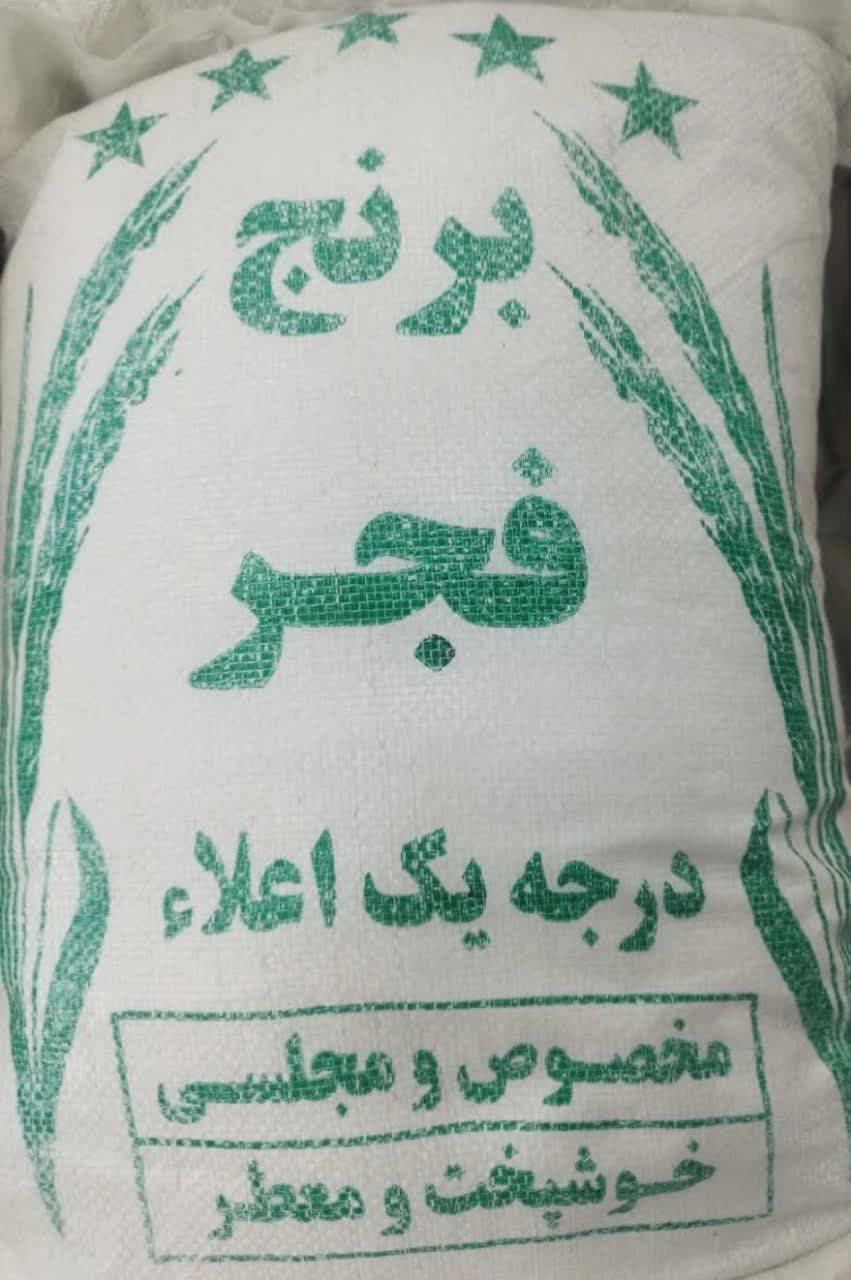 برنج
فجر
درجه یک اعلاء
مخصوص و مجلسی
خوشپخت و معطر